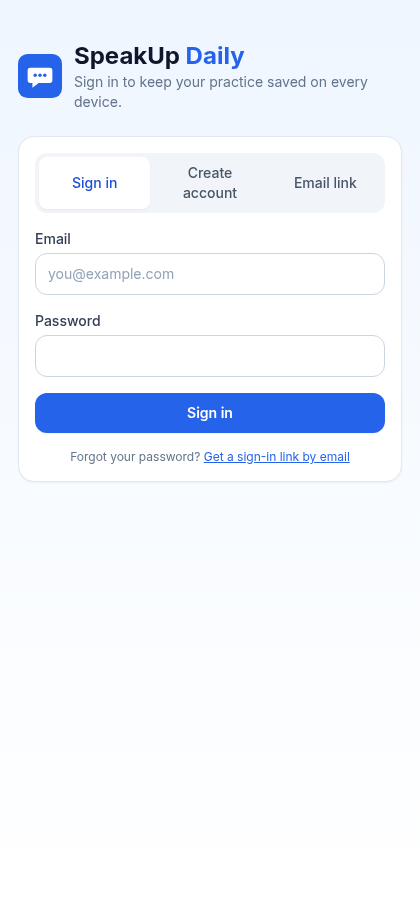 SpeakUp Daily
Sign in to keep your practice saved on every
device.
Sign in
Create
account
Email link
Email
you@example.com
Password
Sign in
Forgot your password? Get a sign-in link by email